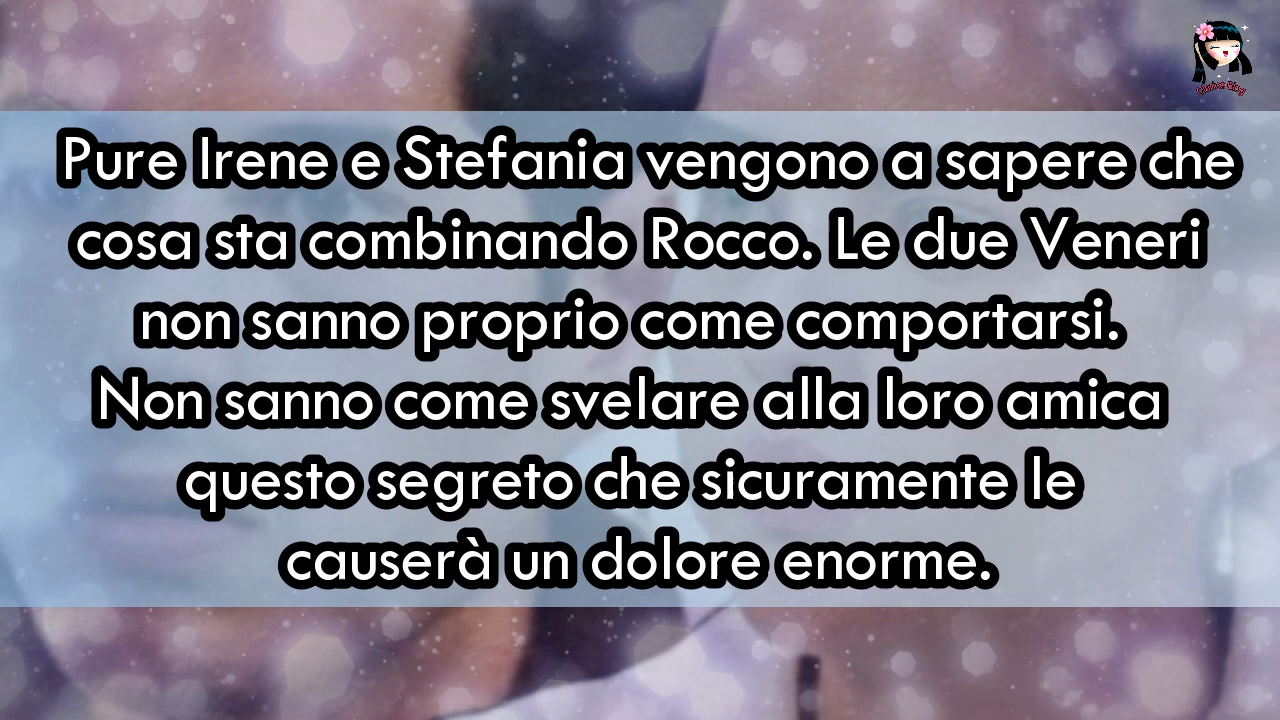 Pure Irene e Stefania vengono a sapere che
cosa sta combinando Rocco. Le due Veneri
non sanno proprio come comportarsi.
Non sanno come svelare alla loro amica
questo segreto che sicuramente le
causerà un dolore enorme.